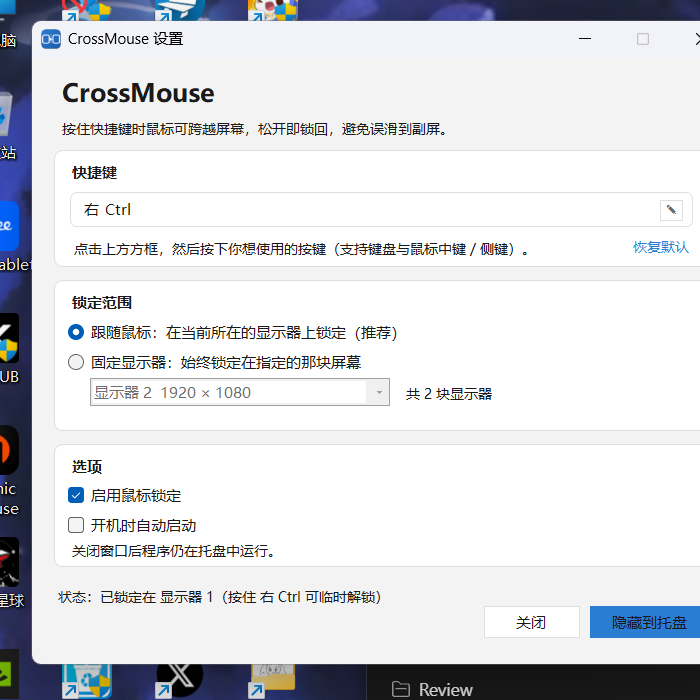 CrossMouse 设置
CrossMouse
按住快捷键时鼠标可跨越屏幕，松开即锁回，避免误滑到副屏。
快捷键
右 Ctrl
点击上方方框，然后按下你想使用的按键（支持键盘与鼠标中键 / 侧键）。
恢复默认
锁定范围
跟随鼠标：在当前所在的显示器上锁定（推荐）
固定显示器：始终锁定在指定的那块屏幕
显示器 2 1920 × 1080
共 2 块显示器
选项
启用鼠标锁定
开机时自动启动
关闭窗口后程序仍在托盘中运行。
状态：已锁定在 显示器 1（按住 右 Ctrl 可临时解锁）
关闭
隐藏到托盘
脑
站
ee
ablet
UB
nic
use
星球
Review